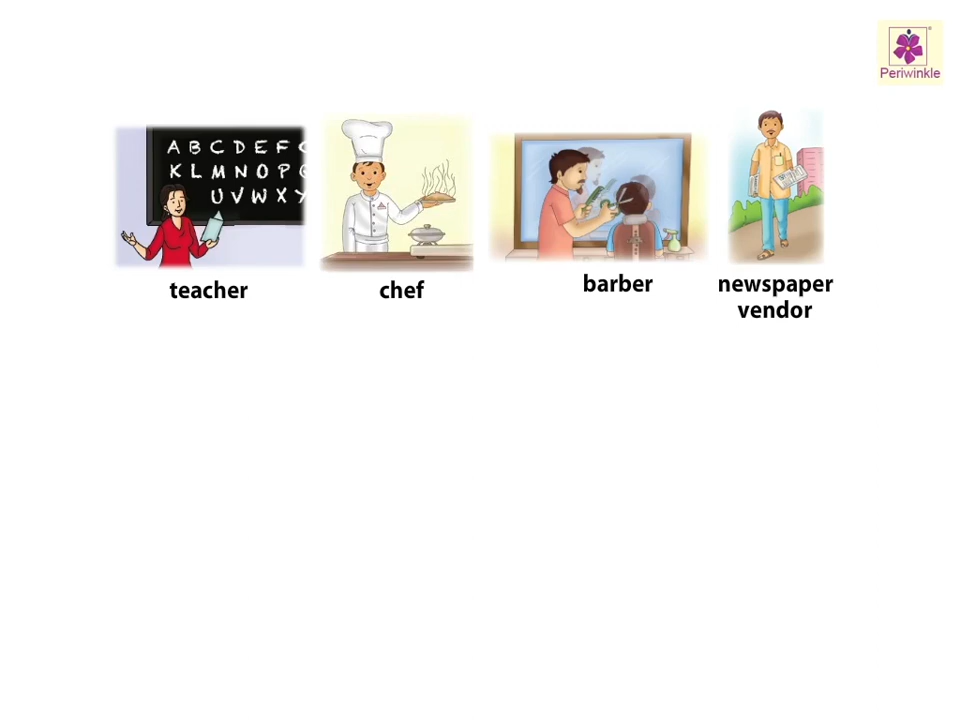 Periwinkle
A B C D E F
K L M N O P
U V W X Y
teacher
chef
barber
newspaper
vendor